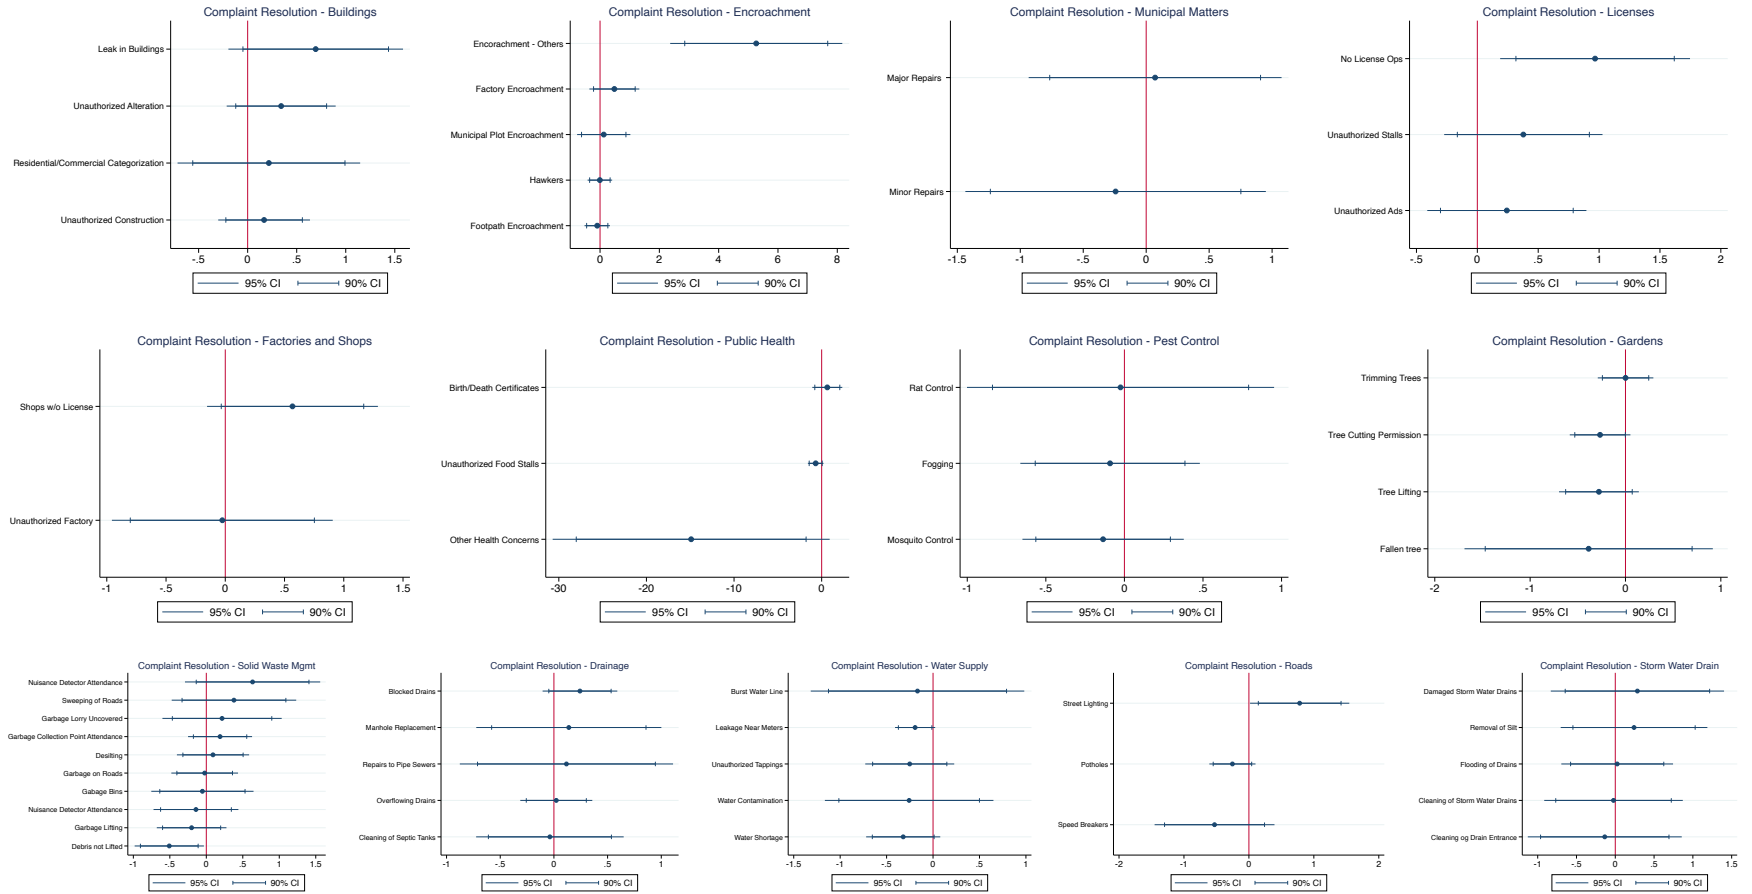 Complaint Resolution - Buildings
Leak in Buildings
Unauthorized Alteration
Residential/Commercial Categorization
Unauthorized Construction
-.5 0 .5 1 1.5
95% CI 90% CI
Complaint Resolution - Encroachment
Encorachment - Others
Factory Encroachment
Municipal Plot Encroachment
Hawkers
Footpath Encroachment
0 2 4 6 8
95% CI 90% CI
Complaint Resolution - Municipal Matters
Major Repairs
Minor Repairs
-1.5 -1 -.5 0 .5 1
95% CI 90% CI
Complaint Resolution - Licenses
No License Ops
Unauthorized Stalls
Unauthorized Ads
-.5 0 .5 1 1.5 2
95% CI 90% CI
Complaint Resolution - Factories and Shops
Shops w/o License
Unauthorized Factory
-1 -.5 0 .5 1 1.5
95% CI 90% CI
Complaint Resolution - Public Health
Birth/Death Certificates
Unauthorized Food Stalls
Other Health Concerns
-30 -20 -10 0
95% CI 90% CI
Complaint Resolution - Pest Control
Rat Control
Fogging
Mosquito Control
-1 -.5 0 .5 1
95% CI 90% CI
Complaint Resolution - Gardens
Trimming Trees
Tree Cutting Permission
Tree Lifting
Fallen tree
-2 -1 0 1
95% CI 90% CI
Complaint Resolution - Solid Waste Mgmt
Nuisance Detector Attendance
Sweeping of Roads
Garbage Lorry Uncovered
Garbage Collection Point Attendance
Desilting
Garbage on Roads
Gabage Bins
Nuisance Detector Attendance
Garbage Lifting
Debris not Lifted
-1 -.5 0 .5 1 1.5
95% CI 90% CI
Complaint Resolution - Drainage
Blocked Drains
Manhole Replacement
Repairs to Pipe Sewers
Overflowing Drains
Cleaning of Septic Tanks
-1 -.5 0 .5 1
95% CI 90% CI
Complaint Resolution - Water Supply
Burst Water Line
Leakage Near Meters
Unauthorized Tappings
Water Contamination
Water Shortage
-1.5 -1 -.5 0 .5 1
95% CI 90% CI
Complaint Resolution - Roads
Street Lighting
Potholes
Speed Breakers
-2 -1 0 1 2
95% CI 90% CI
Complaint Resolution - Storm Water Drain
Damaged Storm Water Drains
Removal of Silt
Flooding of Drains
Cleaning of Storm Water Drains
Cleaning og Drain Entrance
-1 -.5 0 .5 1 1.5
95% CI 90% CI